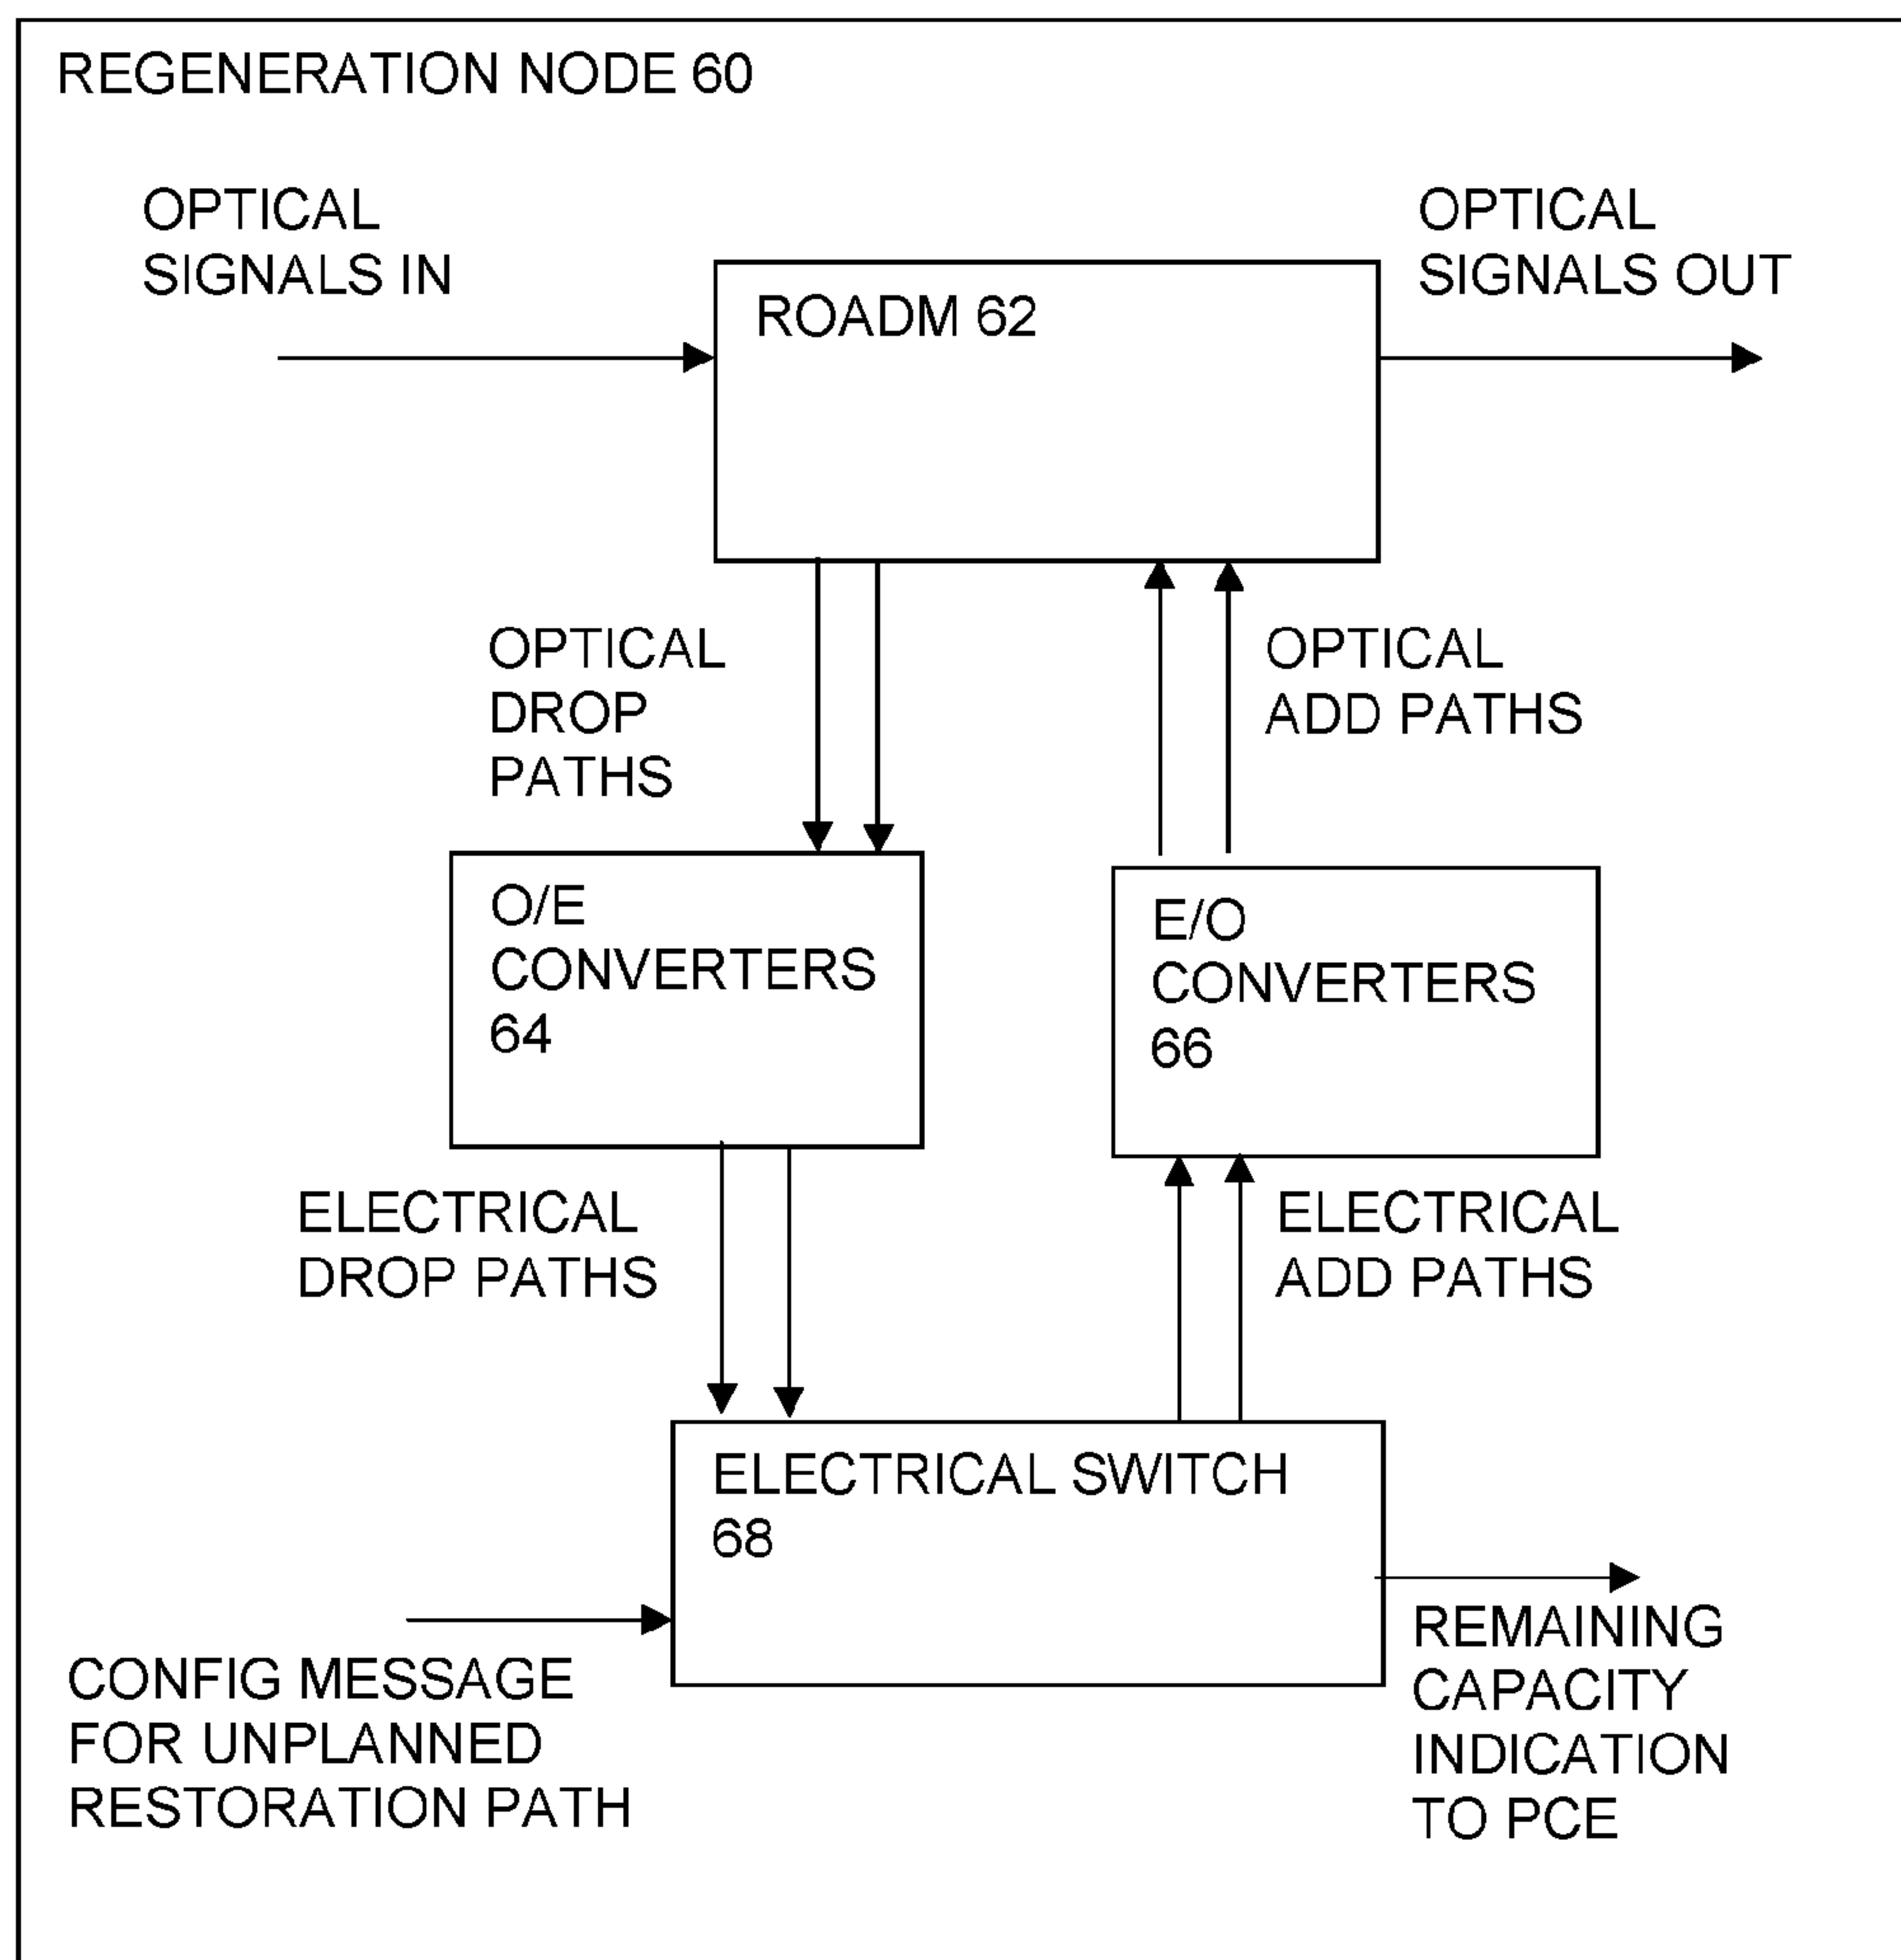 REGENERATION NODE 60
OPTICAL
SIGNALS IN
OPTICAL
SIGNALS OUT
ROADM 62
OPTICAL
DROP
PATHS
OPTICAL
ADD PATHS
O/E
CONVERTERS
64
E/O
CONVERTERS
66
ELECTRICAL
DROP PATHS
ELECTRICAL
ADD PATHS
ELECTRICAL SWITCH
68
CONFIG MESSAGE
FOR UNPLANNED
RESTORATION PATH
REMAINING
CAPACITY
INDICATION
TO PCE